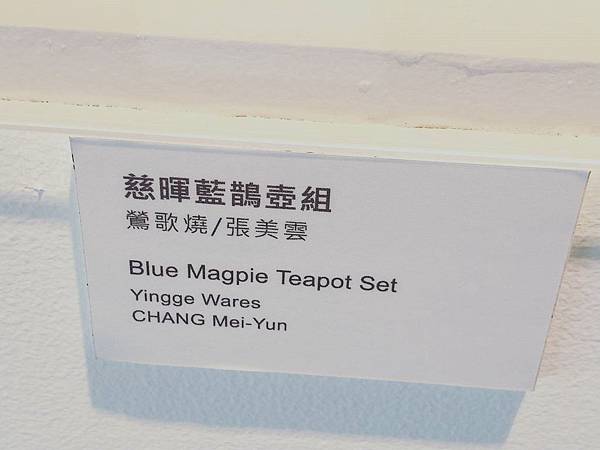 慈暉藍鵲壺組
鶯歌燒/張美雲
Blue Magpie Teapot Set
Yingge Wares
CHANG Mei-Yun